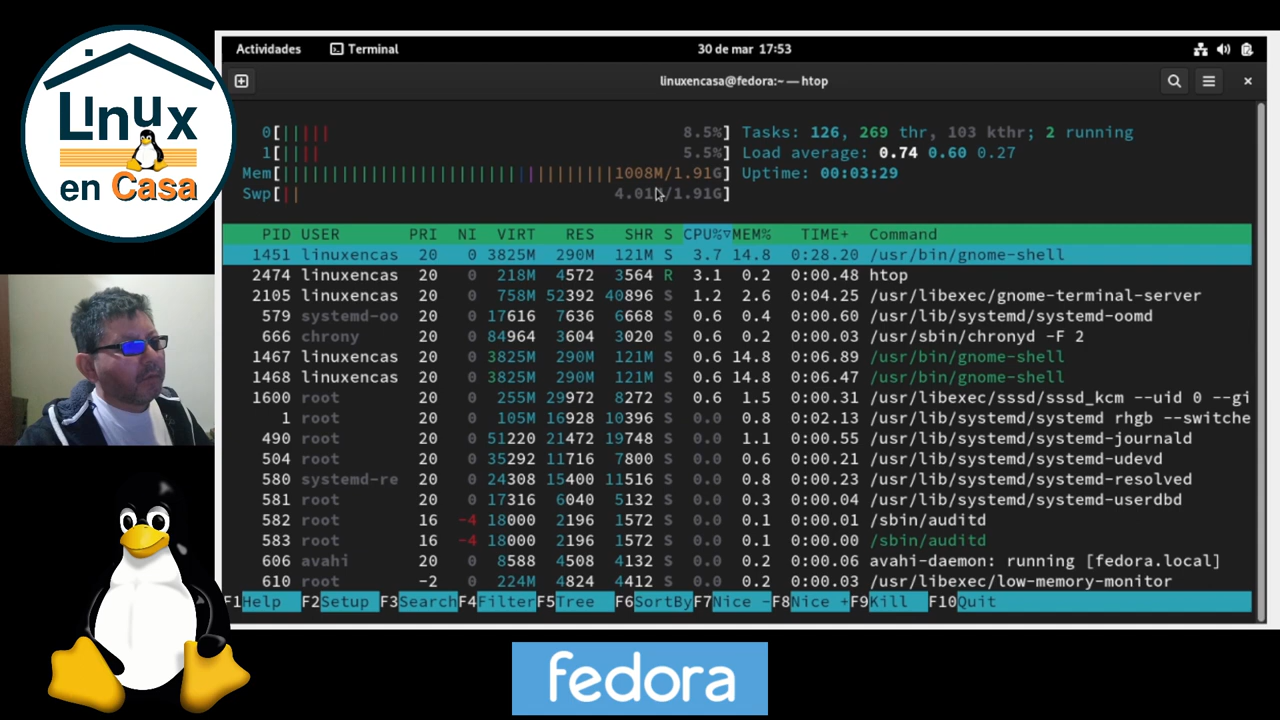 Linux
en Casa
Actividades Terminal 30 de mar 17:53
linuxencasa@fedora:~ — htop
0[||||| 8.5%] Tasks: 126, 269 thr, 103 kthr; 2 running
1[|||| 5.5%] Load average: 0.74 0.60 0.27
Mem[||||||||||||||||||||||||||||||||||1008M/1.91G] Uptime: 00:03:29
Swp[|| 4.01M/1.91G]
PID USER PRI NI VIRT RES SHR S CPU%▽MEM% TIME+ Command
1451 linuxencas 20 0 3825M 290M 121M S 3.7 14.8 0:28.20 /usr/bin/gnome-shell
2474 linuxencas 20 0 218M 4572 3564 R 3.1 0.2 0:00.48 htop
2105 linuxencas 20 0 758M 52392 40896 S 1.2 2.6 0:04.25 /usr/libexec/gnome-terminal-server
579 systemd-oo 20 0 17616 7636 6668 S 0.6 0.4 0:00.60 /usr/lib/systemd/systemd-oomd
666 chrony 20 0 84964 3604 3020 S 0.6 0.2 0:00.03 /usr/sbin/chronyd -F 2
1467 linuxencas 20 0 3825M 290M 121M S 0.6 14.8 0:06.89 /usr/bin/gnome-shell
1468 linuxencas 20 0 3825M 290M 121M S 0.6 14.8 0:06.47 /usr/bin/gnome-shell
1600 root 20 0 255M 29972 8272 S 0.6 1.5 0:00.31 /usr/libexec/sssd/sssd_kcm --uid 0 --gi
1 root 20 0 105M 16928 10396 S 0.0 0.8 0:02.13 /usr/lib/systemd/systemd rhgb --switche
490 root 20 0 51220 21472 19748 S 0.0 1.1 0:00.55 /usr/lib/systemd/systemd-journald
504 root 20 0 35292 11716 7800 S 0.0 0.6 0:00.21 /usr/lib/systemd/systemd-udevd
580 systemd-re 20 0 24308 15400 11516 S 0.0 0.8 0:00.23 /usr/lib/systemd/systemd-resolved
581 root 20 0 17316 6040 5132 S 0.0 0.3 0:00.04 /usr/lib/systemd/systemd-userdbd
582 root 16 -4 18000 2196 1572 S 0.0 0.1 0:00.01 /sbin/auditd
583 root 16 -4 18000 2196 1572 S 0.0 0.1 0:00.00 /sbin/auditd
606 avahi 20 0 8588 4508 4132 S 0.0 0.2 0:00.06 avahi-daemon: running [fedora.local]
610 root -2 0 224M 4824 4412 S 0.0 0.2 0:00.03 /usr/libexec/low-memory-monitor
F1Help F2Setup F3SearchF4FilterF5Tree F6SortByF7Nice -F8Nice +F9Kill F10Quit
fedora